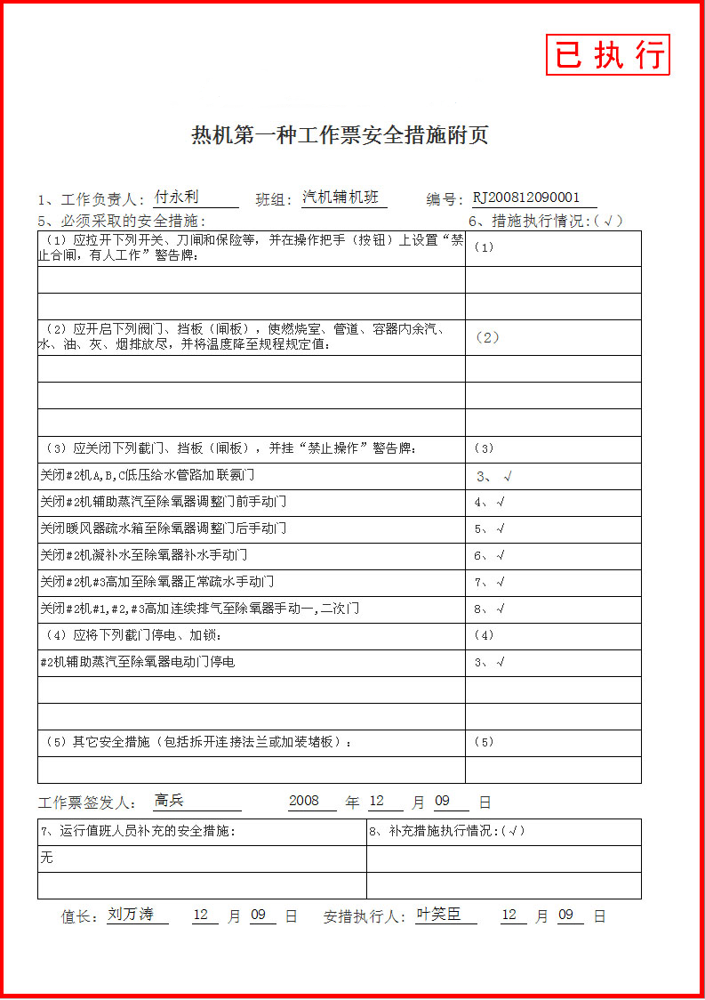 已执行
热机第一种工作票安全措施附页
1、工作负责人: 付永利 班组: 汽机辅机班 编号: RJ200812090001
5、必须采取的安全措施: 6、措施执行情况:(√)
（1）应拉开下列开关、刀闸和保险等，并在操作把手（按钮）上设置“禁 （1）
止合闸，有人工作”警告牌:
（2）应开启下列阀门、挡板（闸板），使燃烧室、管道、容器内余汽、 （2）
水、油、灰、烟排放尽，并将温度降至规程规定值:
（3）应关闭下列截门、挡板（闸板），并挂“禁止操作”警告牌: （3）
关闭#2机A,B,C低压给水管路加联氨门 3、√
关闭#2机辅助蒸汽至除氧器调整门前手动门 4、√
关闭暖风器疏水箱至除氧器调整门后手动门 5、√
关闭#2机凝补水至除氧器补水手动门 6、√
关闭#2机#3高加至除氧器正常疏水手动门 7、√
关闭#2机#1,#2,#3高加连续排气至除氧器手动一,二次门 8、√
（4）应将下列截门停电、加锁: （4）
#2机辅助蒸汽至除氧器电动门停电 3、√
（5）其它安全措施（包括拆开连接法兰或加装堵板）: （5）
工作票签发人: 高兵 2008 年 12 月 09 日
7、运行值班人员补充的安全措施: 8、补充措施执行情况:(√)
无
值长: 刘万涛 12 月 09 日 安措执行人: 叶笑臣 12 月 09 日